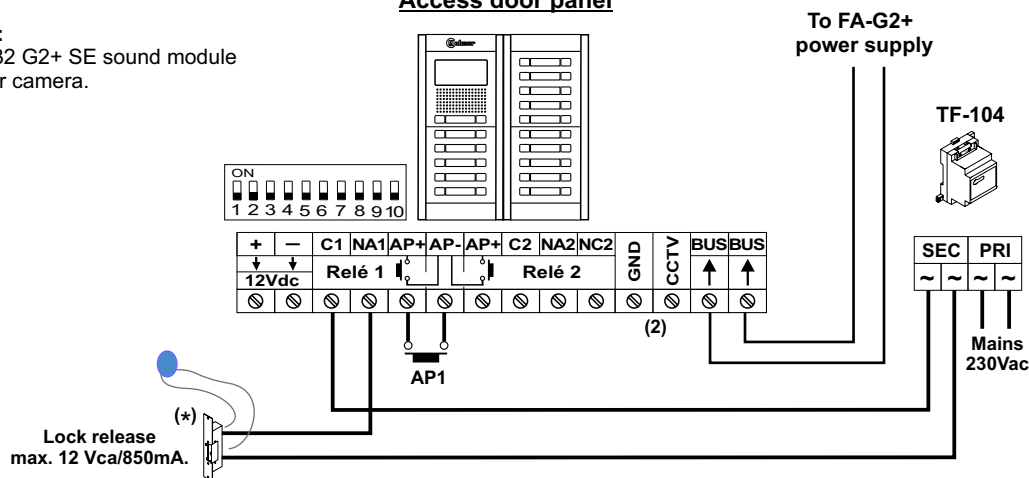 Access door panel
:
32 G2+ SE sound module
r camera.
To FA-G2+
power supply
TF-104
Golmar
ON
1 2 3 4 5 6 7 8 9 10
+ – C1 NA1 AP+ AP- AP+ C2 NA2 NC2 GND CCTV BUS BUS
12Vdc
Relé 1
Relé 2
(2)
AP1
SEC PRI
~ ~ ~ ~
Mains
230Vac
(*)
Lock release
max. 12 Vca/850mA.